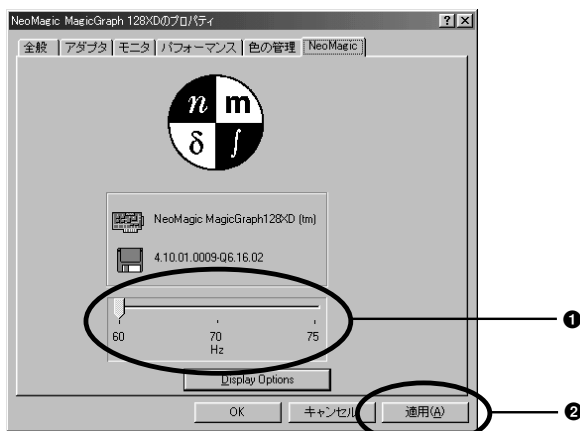 NeoMagic MagicGraph 128XDのプロパティ
全般 アダプタ モニタ パフォーマンス 色の管理 NeoMagic
n m
δ ∫
NeoMagic MagicGraph128XD (tm)
4.10.01.0009-Q6.16.02
❶
60 70 75
Hz
Display Options
OK キャンセル 適用(A) ❷